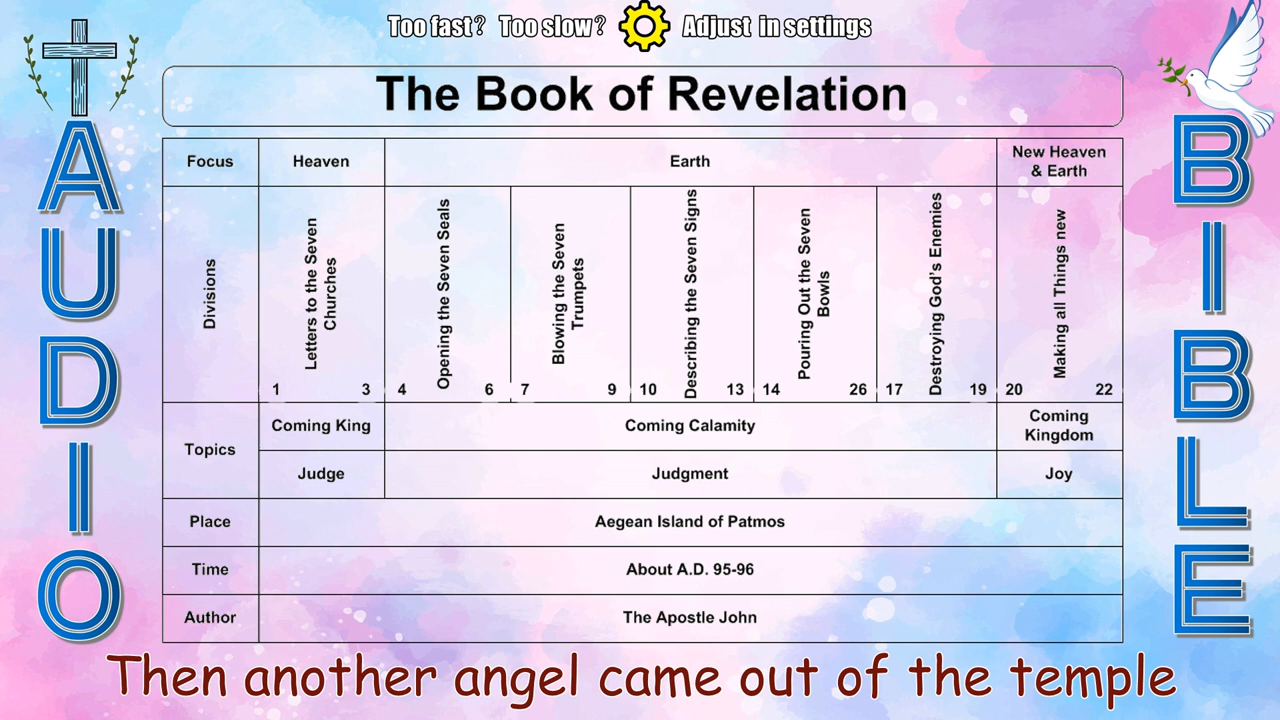 Too fast? Too slow? Adjust in settings
The Book of Revelation
AUDIO
BIBLE
Focus Heaven Earth New Heaven
& Earth
Divisions
Letters to the Seven
Churches
1 3
Opening the Seven Seals
4 6
Blowing the Seven
Trumpets
7 9
Describing the Seven Signs
10 13
Pouring Out the Seven
Bowls
14 26
Destroying God's Enemies
17 19
Making all Things new
20 22
Topics
Coming King Coming Calamity Coming
Kingdom
Judge Judgment Joy
Place Aegean Island of Patmos
Time About A.D. 95-96
Author The Apostle John
Then another angel came out of the temple